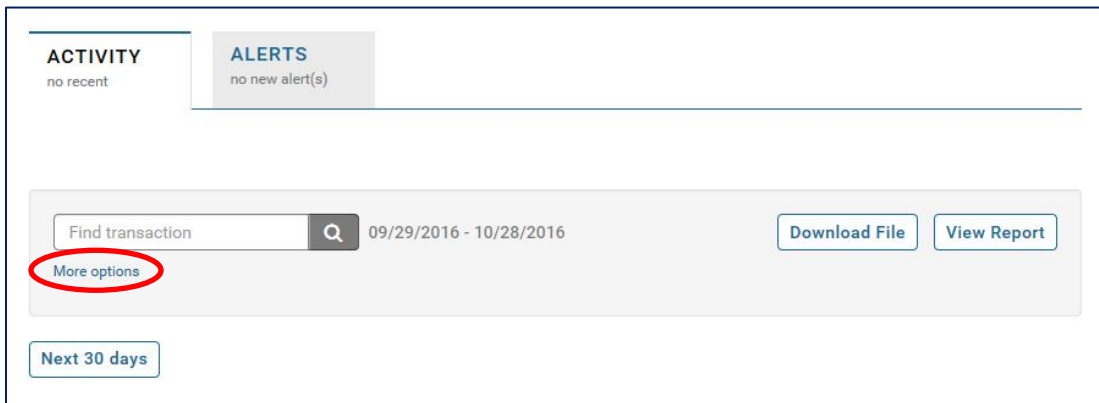 ACTIVITY
no recent
ALERTS
no new alert(s)
Find transaction
09/29/2016 - 10/28/2016
Download File
View Report
More options
Next 30 days